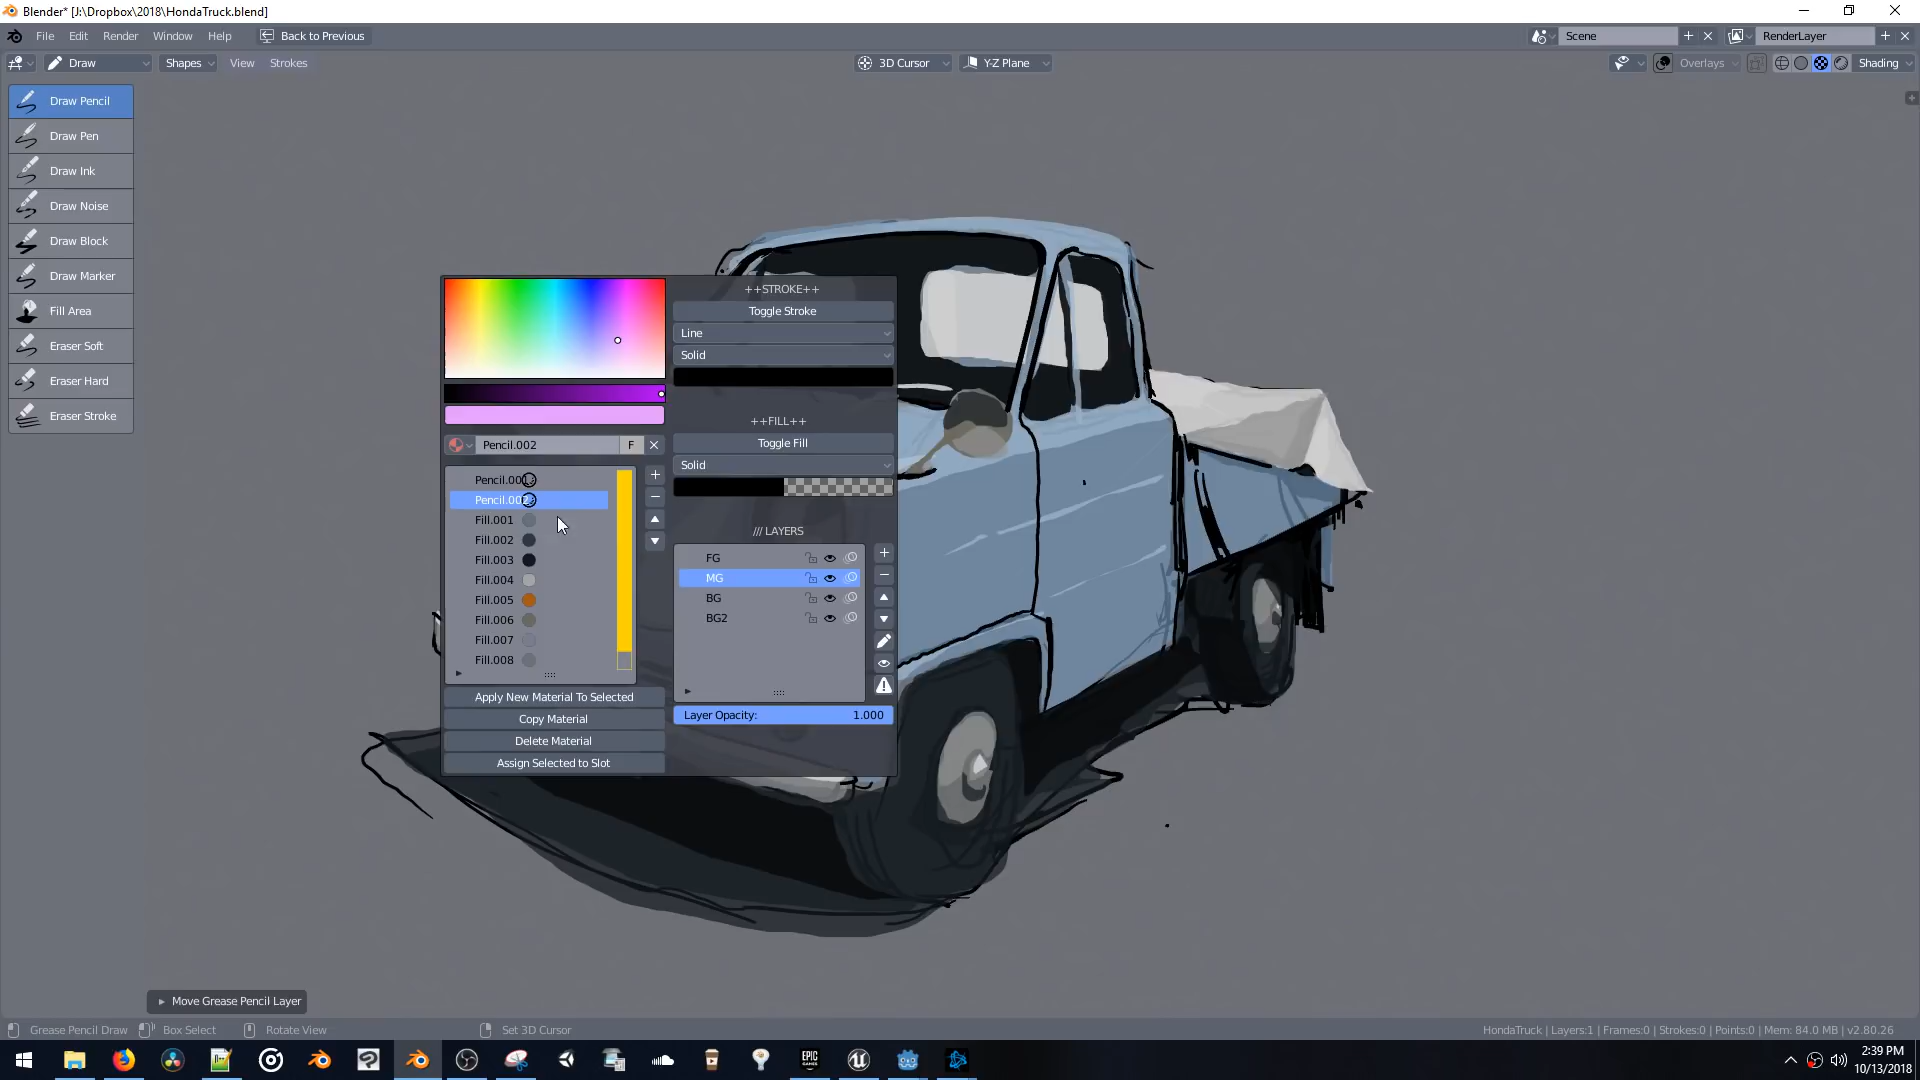 Blender* [J:\Dropbox\2018\HondaTruck.blend]
File Edit Render Window Help Back to Previous Scene RenderLayer
Draw Shapes View Strokes 3D Cursor Y-Z Plane Overlays Shading
Draw Pencil
Draw Pen
Draw Ink
Draw Noise
Draw Block
Draw Marker
Fill Area
Eraser Soft
Eraser Hard
Eraser Stroke
Pencil.002 F
Pencil.001
Pencil.002
Fill.001
Fill.002
Fill.003
Fill.004
Fill.005
Fill.006
Fill.007
Fill.008
Apply New Material To Selected
Copy Material
Delete Material
Assign Selected to Slot
++STROKE++
Toggle Stroke
Line
Solid
++FILL++
Toggle Fill
Solid
/// LAYERS
FG
MG
BG
BG2
Layer Opacity: 1.000
Move Grease Pencil Layer
Grease Pencil Draw Box Select Rotate View Set 3D Cursor HondaTruck | Layers:1 | Frames:0 | Strokes:0 | Points:0 | Mem: 84.0 MB | v2.80.26
EPIC GAMES
2:39 PM
10/13/2018